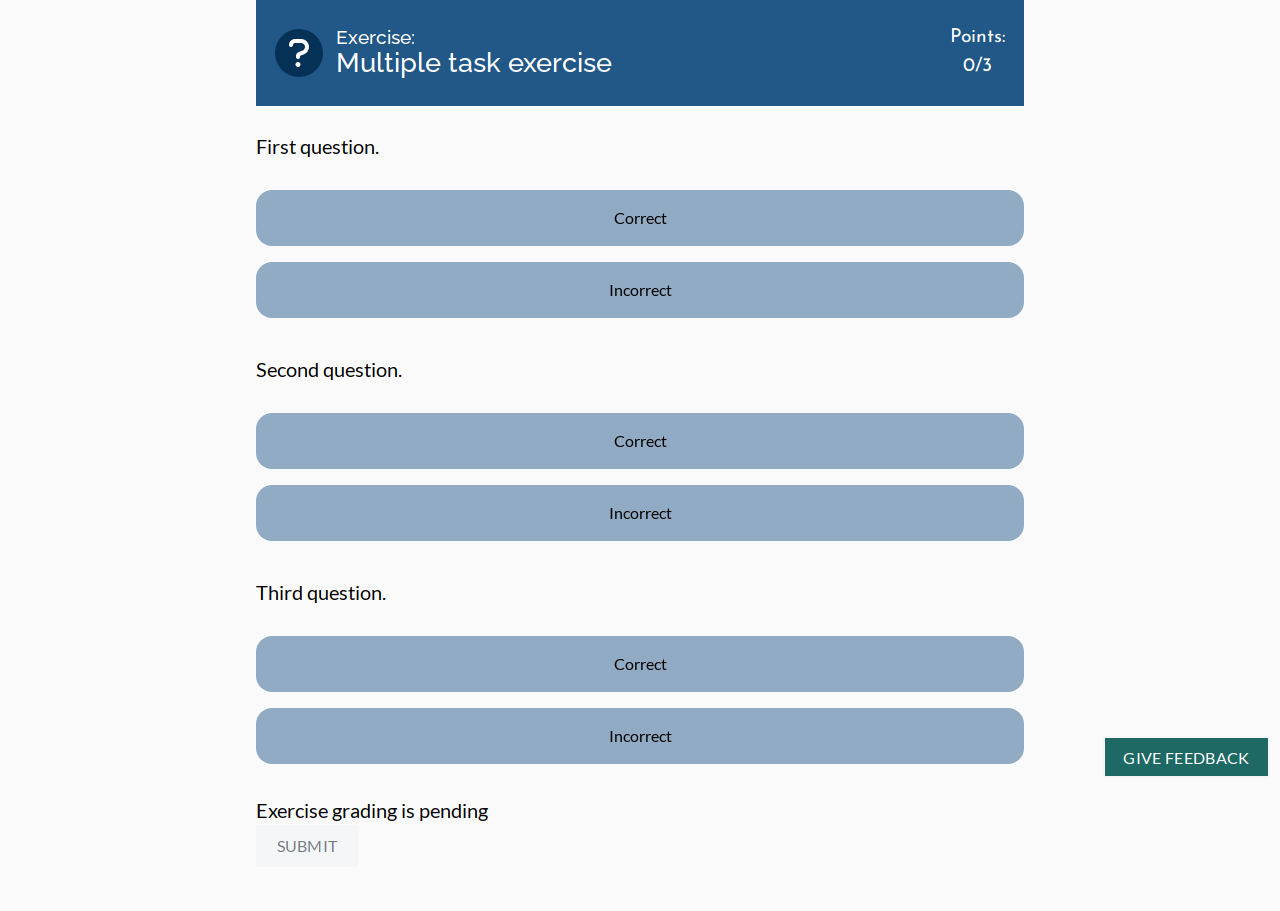 Exercise:
Multiple task exercise
Points:
0/3
First question.
Correct
Incorrect
Second question.
Correct
Incorrect
Third question.
Correct
Incorrect
GIVE FEEDBACK
Exercise grading is pending
SUBMIT